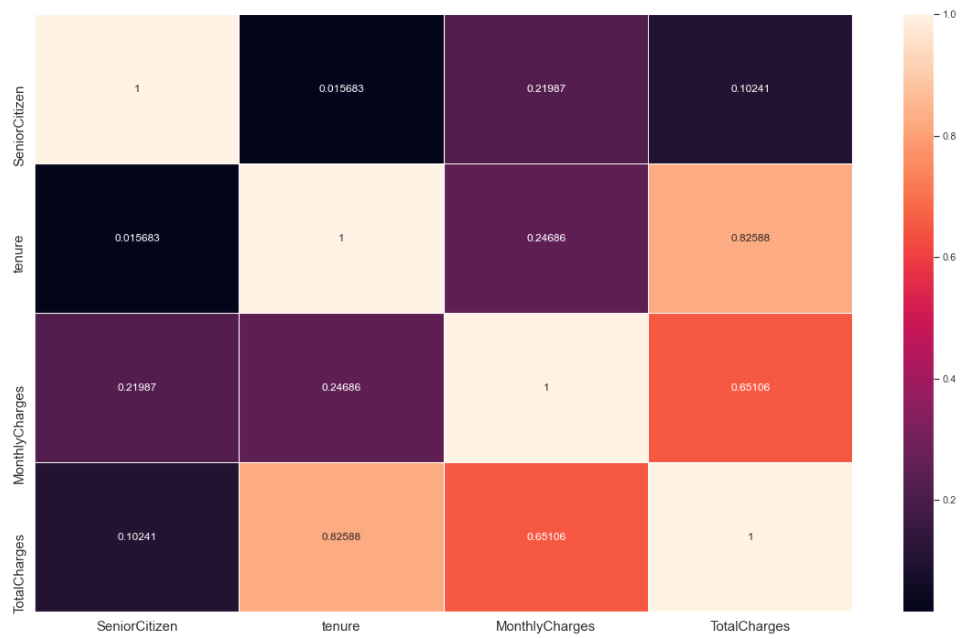 1.0
SeniorCitizen 1 0.015683 0.21987 0.10241
0.8
tenure 0.015683 1 0.24686 0.82588
0.6
MonthlyCharges 0.21987 0.24686 1 0.65106
0.4
0.2
TotalCharges 0.10241 0.82588 0.65106 1
SeniorCitizen tenure MonthlyCharges TotalCharges